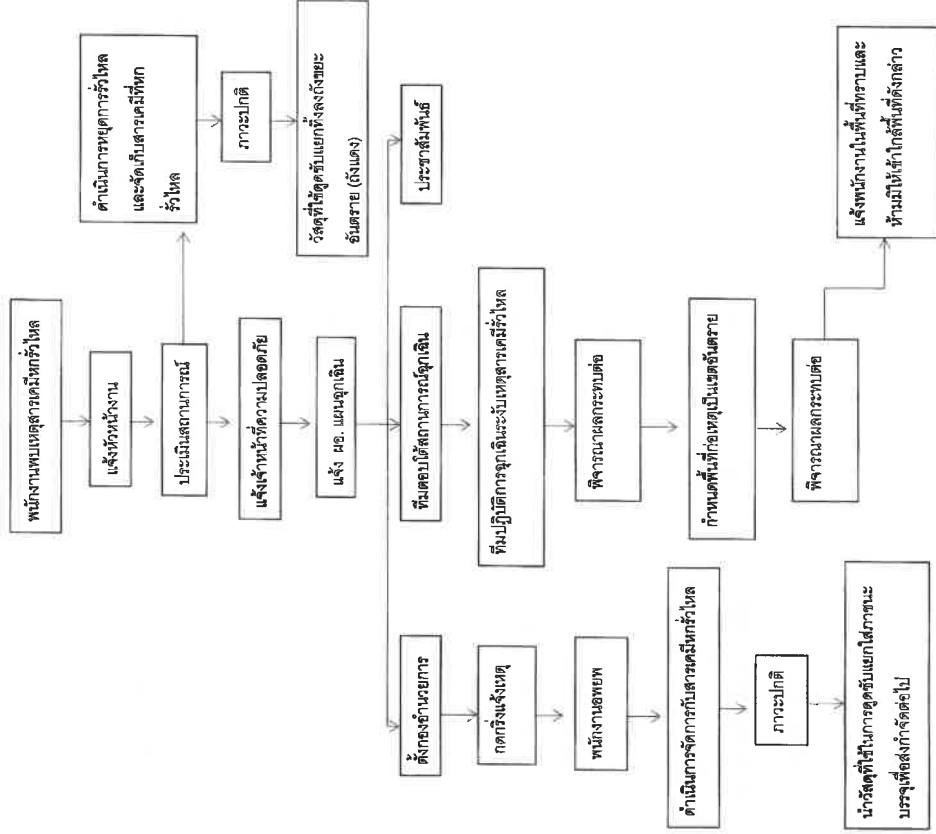 พนักงานพบเหตุสารเคมีหกรั่วไหล
แจ้งหัวหน้างาน
ประเมินสถานการณ์
ดำเนินการหยุดการรั่วไหล
และจัดเก็บสารเคมีที่หก
รั่วไหล
ภาวะปกติ
วัสดุที่ใช้ดูดซับแยกทิ้งลงถังขยะ
อันตราย (ถังแดง)
แจ้งเจ้าหน้าที่ความปลอดภัย
แจ้ง ผอ. แผนฉุกเฉิน
ตั้งกองอำนวยการ
ทีมตอบโต้สถานการณ์ฉุกเฉิน
ประชาสัมพันธ์
กดกริ่งแจ้งเหตุ
พนักงานอพยพ
ดำเนินการจัดการกับสารเคมีหกรั่วไหล
ภาวะปกติ
นำวัสดุที่ใช้ในการดูดซับแยกใส่ภาชนะ
บรรจุเพื่อส่งกำจัดต่อไป
ทีมปฏิบัติการฉุกเฉินระงับเหตุสารเคมีรั่วไหล
พิจารณาผลกระทบต่อ
กำหนดพื้นที่ก่อเหตุเป็นเขตอันตราย
พิจารณาผลกระทบต่อ
แจ้งพนักงานในพื้นที่ทราบและ
ห้ามมิให้เข้าใกล้พื้นที่ดังกล่าว